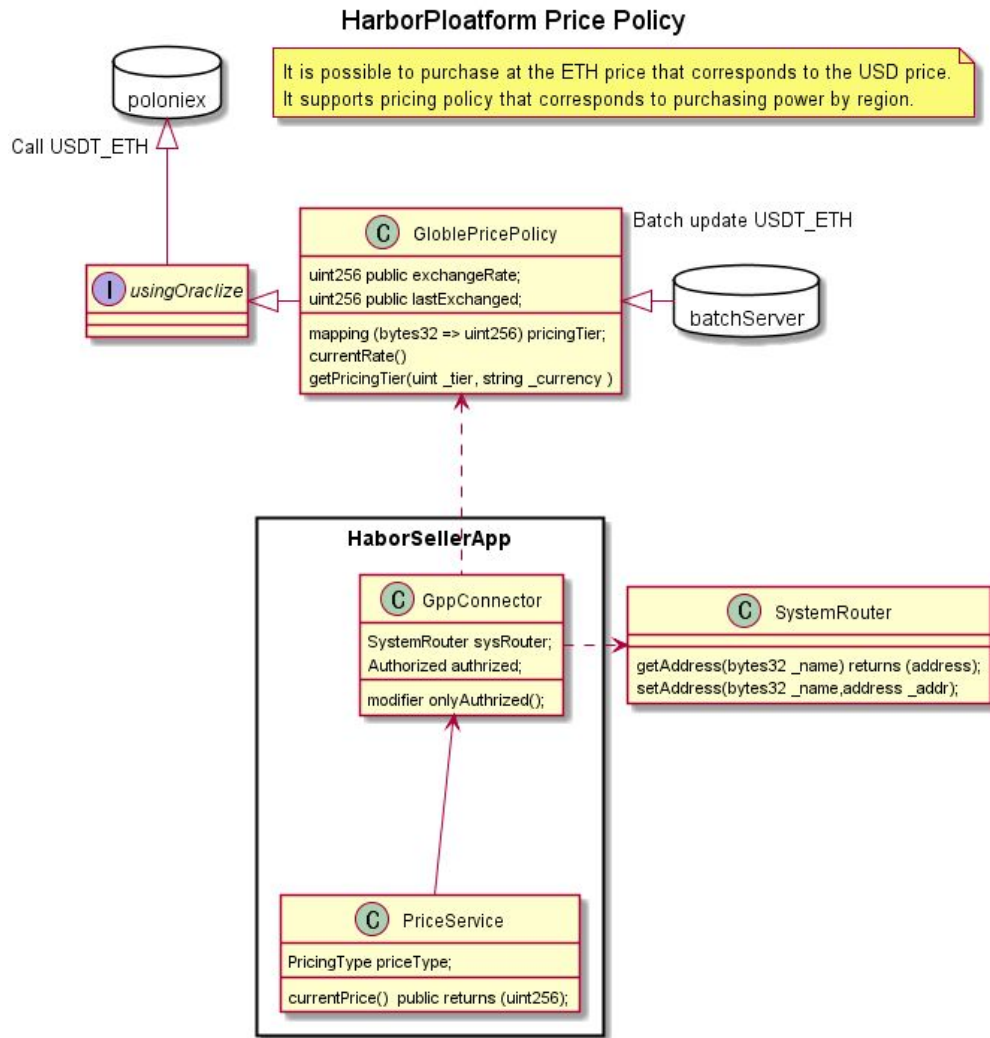 HarborPloatform Price Policy
It is possible to purchase at the ETH price that corresponds to the USD price.
It supports pricing policy that corresponds to purchasing power by region.
poloniex
Call USDT_ETH
Batch update USDT_ETH
C GloblePricePolicy
uint256 public exchangeRate;
uint256 public lastExchanged;
mapping (bytes32 => uint256) pricingTier;
currentRate()
getPricingTier(uint _tier, string _currency )
I usingOraclize
batchServer
HaborSellerApp
C GppConnector
SystemRouter sysRouter;
Authorized authrized;
modifier onlyAuthrized();
C SystemRouter
getAddress(bytes32 _name) returns (address);
setAddress(bytes32 _name,address _addr);
C PriceService
PricingType priceType;
currentPrice()  public returns (uint256);